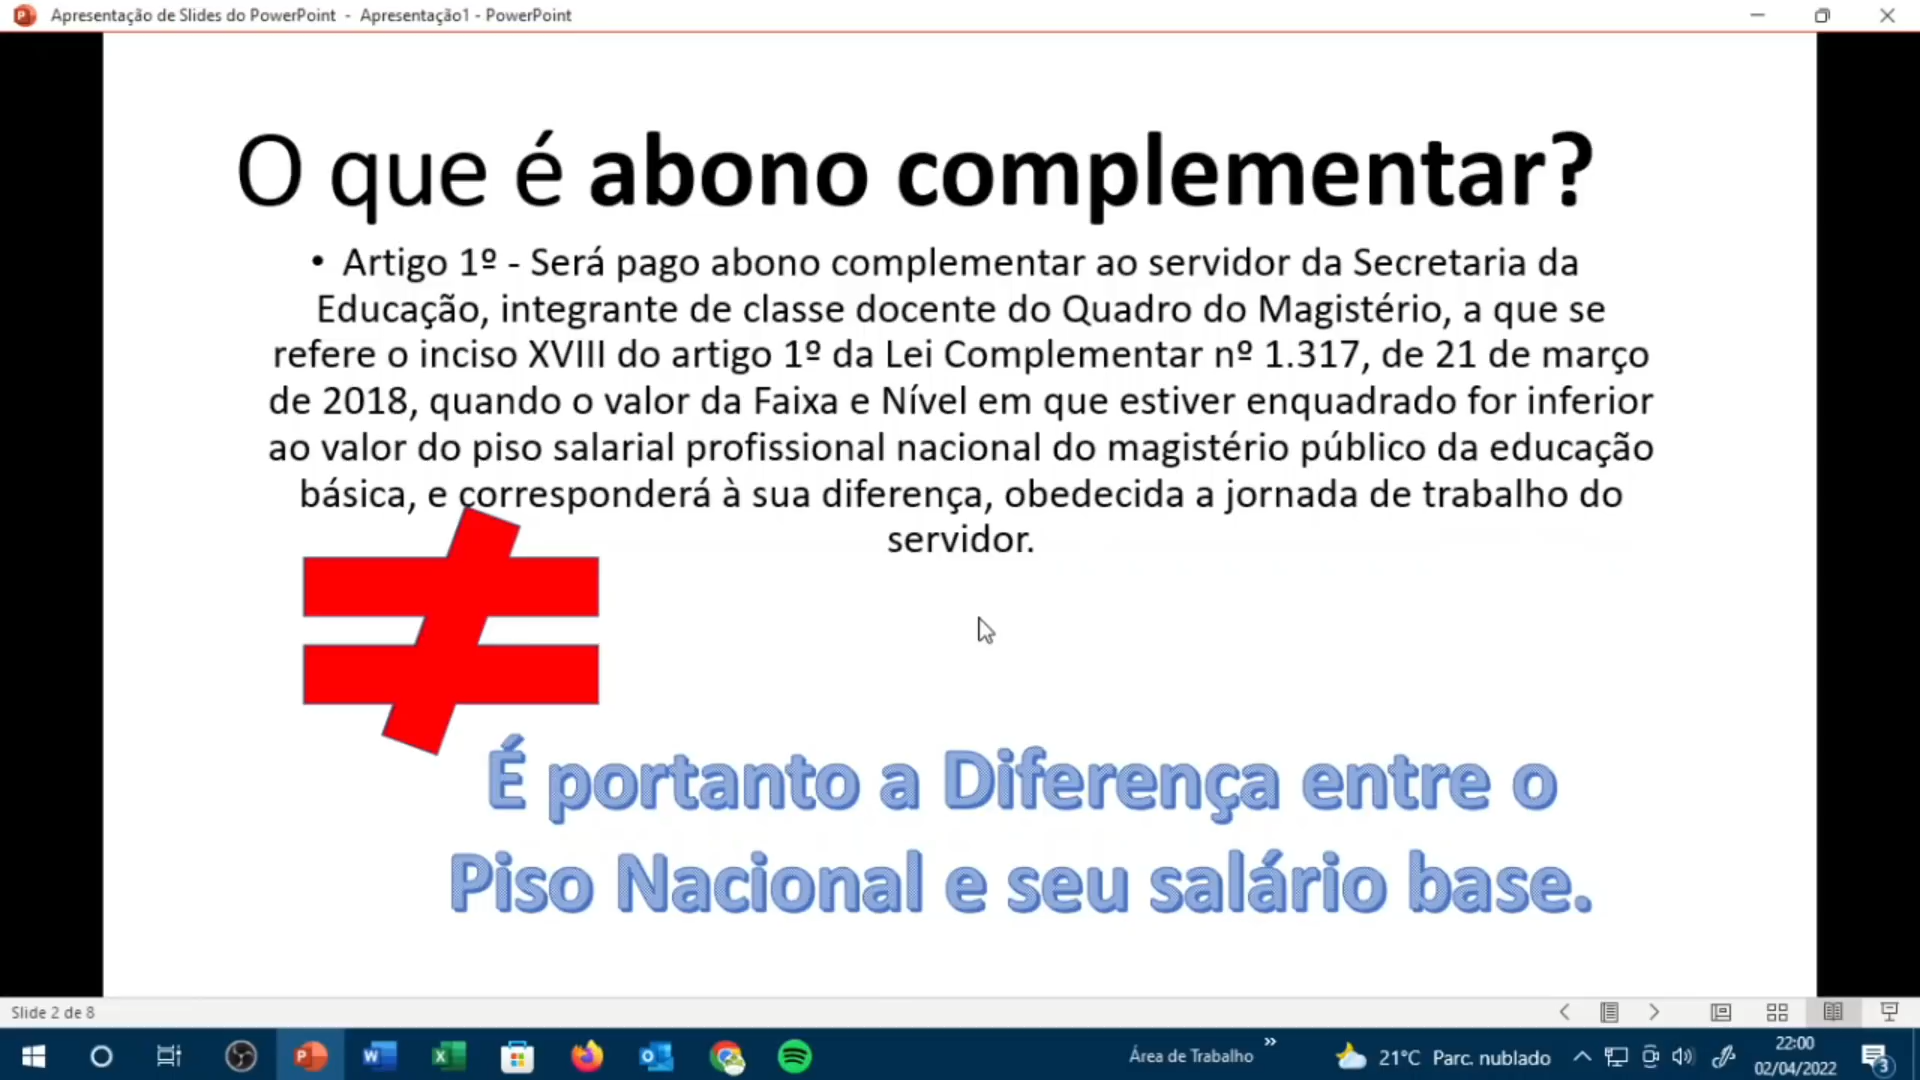 Apresentação de Slides do PowerPoint - Apresentação1 - PowerPoint
O que é abono complementar?
• Artigo 1º - Será pago abono complementar ao servidor da Secretaria da
Educação, integrante de classe docente do Quadro do Magistério, a que se
refere o inciso XVIII do artigo 1º da Lei Complementar nº 1.317, de 21 de março
de 2018, quando o valor da Faixa e Nível em que estiver enquadrado for inferior
ao valor do piso salarial profissional nacional do magistério público da educação
básica, e corresponderá à sua diferença, obedecida a jornada de trabalho do
servidor.
É portanto a Diferença entre o
Piso Nacional e seu salário base.
Slide 2 de 8
Área de Trabalho
21°C Parc. nublado
22:00
02/04/2022
3